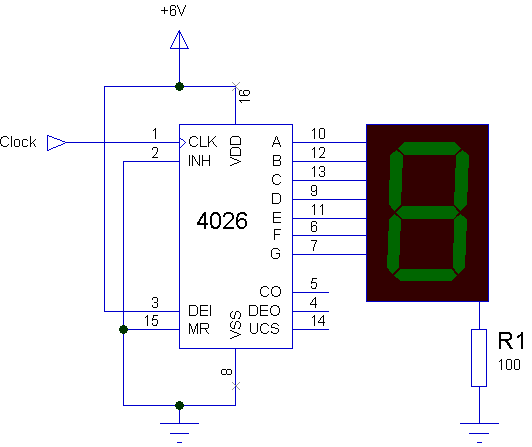 +6V
16
Clock
1
CLK
VDD
A
10
2
INH
B
12
C
13
4026
D
9
E
11
F
6
G
7
CO
5
3
DEI
DEO
4
15
MR
VSS
UCS
14
R1
100
8